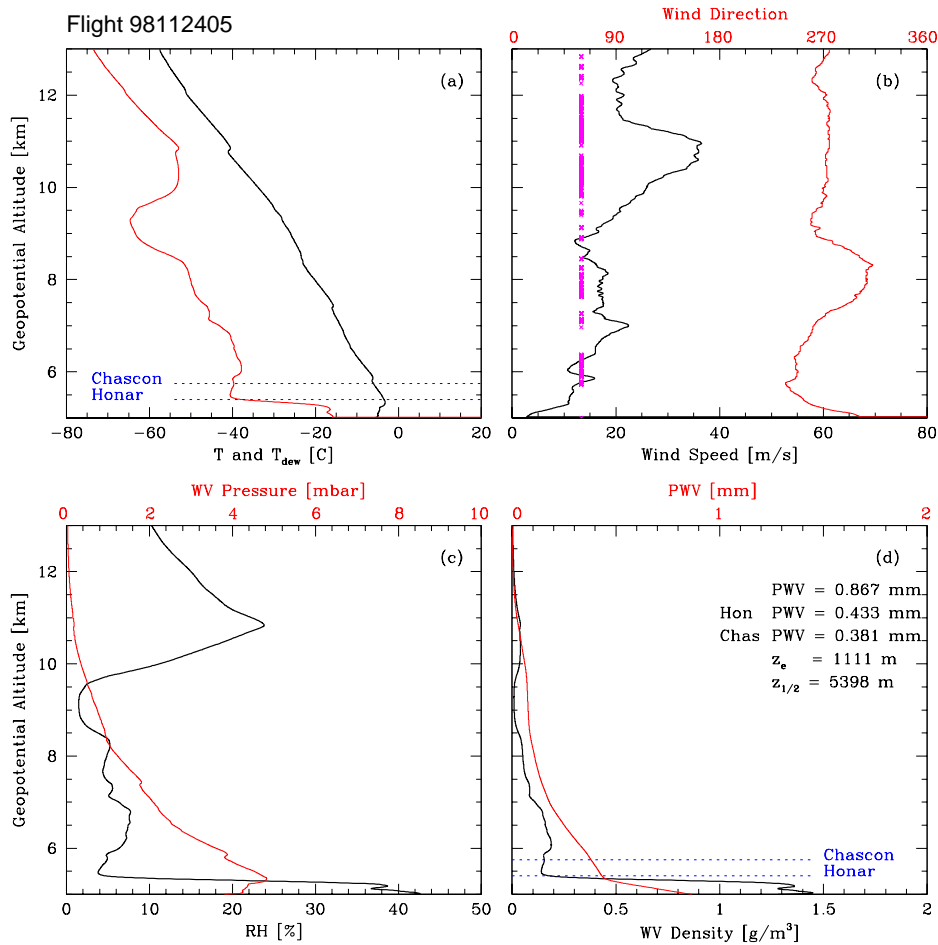 Flight 98112405
Wind Direction
0 90 180 270 360
(a)
(b)
12
10
8
6
Geopotential Altitude [km]
Chascon
Honar
−80 −60 −40 −20 0 20
T and T_dew [C]
0 20 40 60 80
Wind Speed [m/s]
WV Pressure [mbar]
0 2 4 6 8 10
PWV [mm]
0 1 2
(c)
(d)
12
10
8
6
Geopotential Altitude [km]
PWV = 0.867 mm
Hon PWV = 0.433 mm
Chas PWV = 0.381 mm
z_e = 1111 m
z_1/2 = 5398 m
Chascon
Honar
0 10 20 30 40 50
RH [%]
0 0.5 1 1.5 2
WV Density [g/m³]